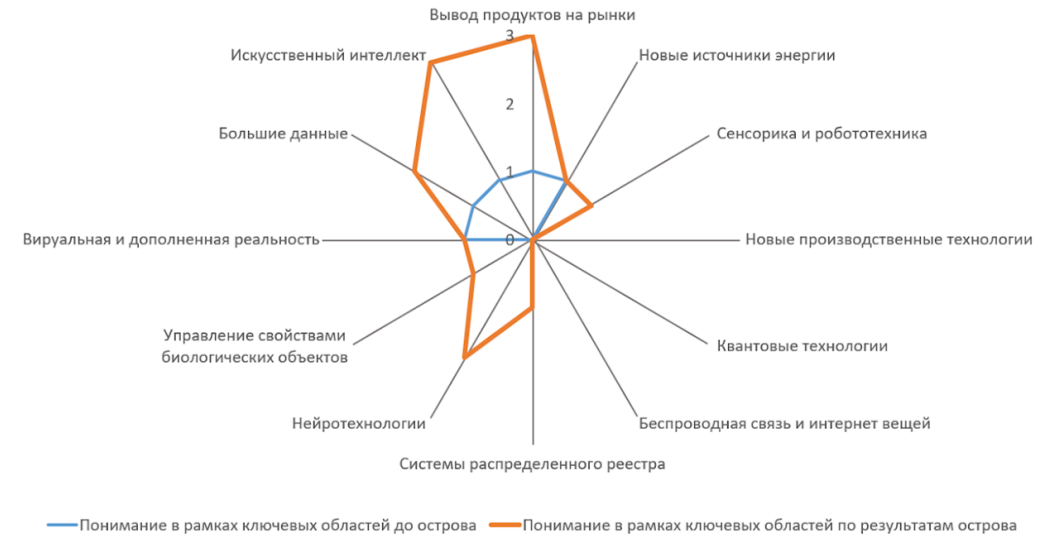 Вывод продуктов на рынки
3
Искусственный интеллект
Новые источники энергии
2
Большие данные
Сенсорика и робототехника
1
Вируальная и дополненная реальность
0
Новые производственные технологии
Управление свойствами
биологических объектов
Квантовые технологии
Нейротехнологии
Беспроводная связь и интернет вещей
Системы распределенного реестра
Понимание в рамках ключевых областей до острова
Понимание в рамках ключевых областей по результатам острова